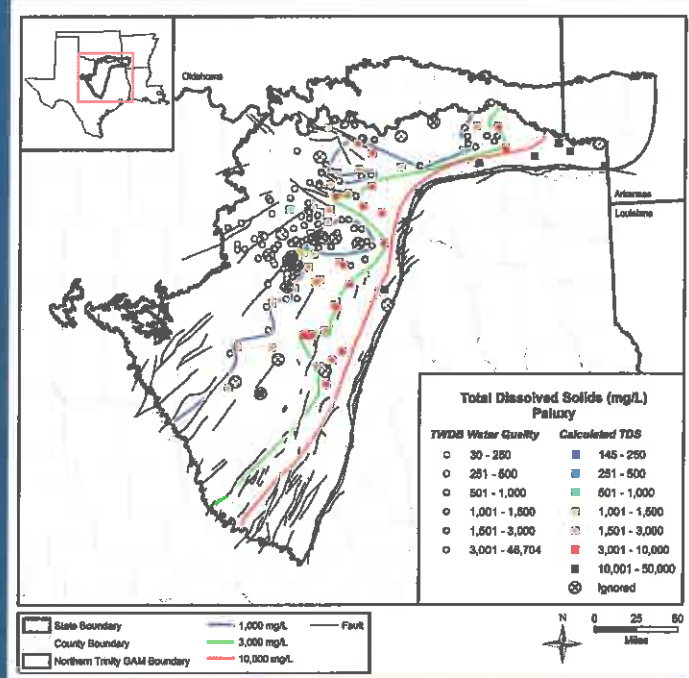 Oklahoma
Arkansas
Louisiana
Total Dissolved Solids (mg/L)
Paluxy
TWDB Water Quality Calculated TDS
30 - 250 145 - 250
251 - 500 251 - 500
501 - 1,000 501 - 1,000
1,001 - 1,500 1,001 - 1,500
1,501 - 3,000 1,501 - 3,000
3,001 - 46,704 3,001 - 10,000
10,001 - 50,000
Ignored
State Boundary 1,000 mg/L Fault
County Boundary 3,000 mg/L
Northern Trinity GAM Boundary 10,000 mg/L
N
0 25 50
Miles